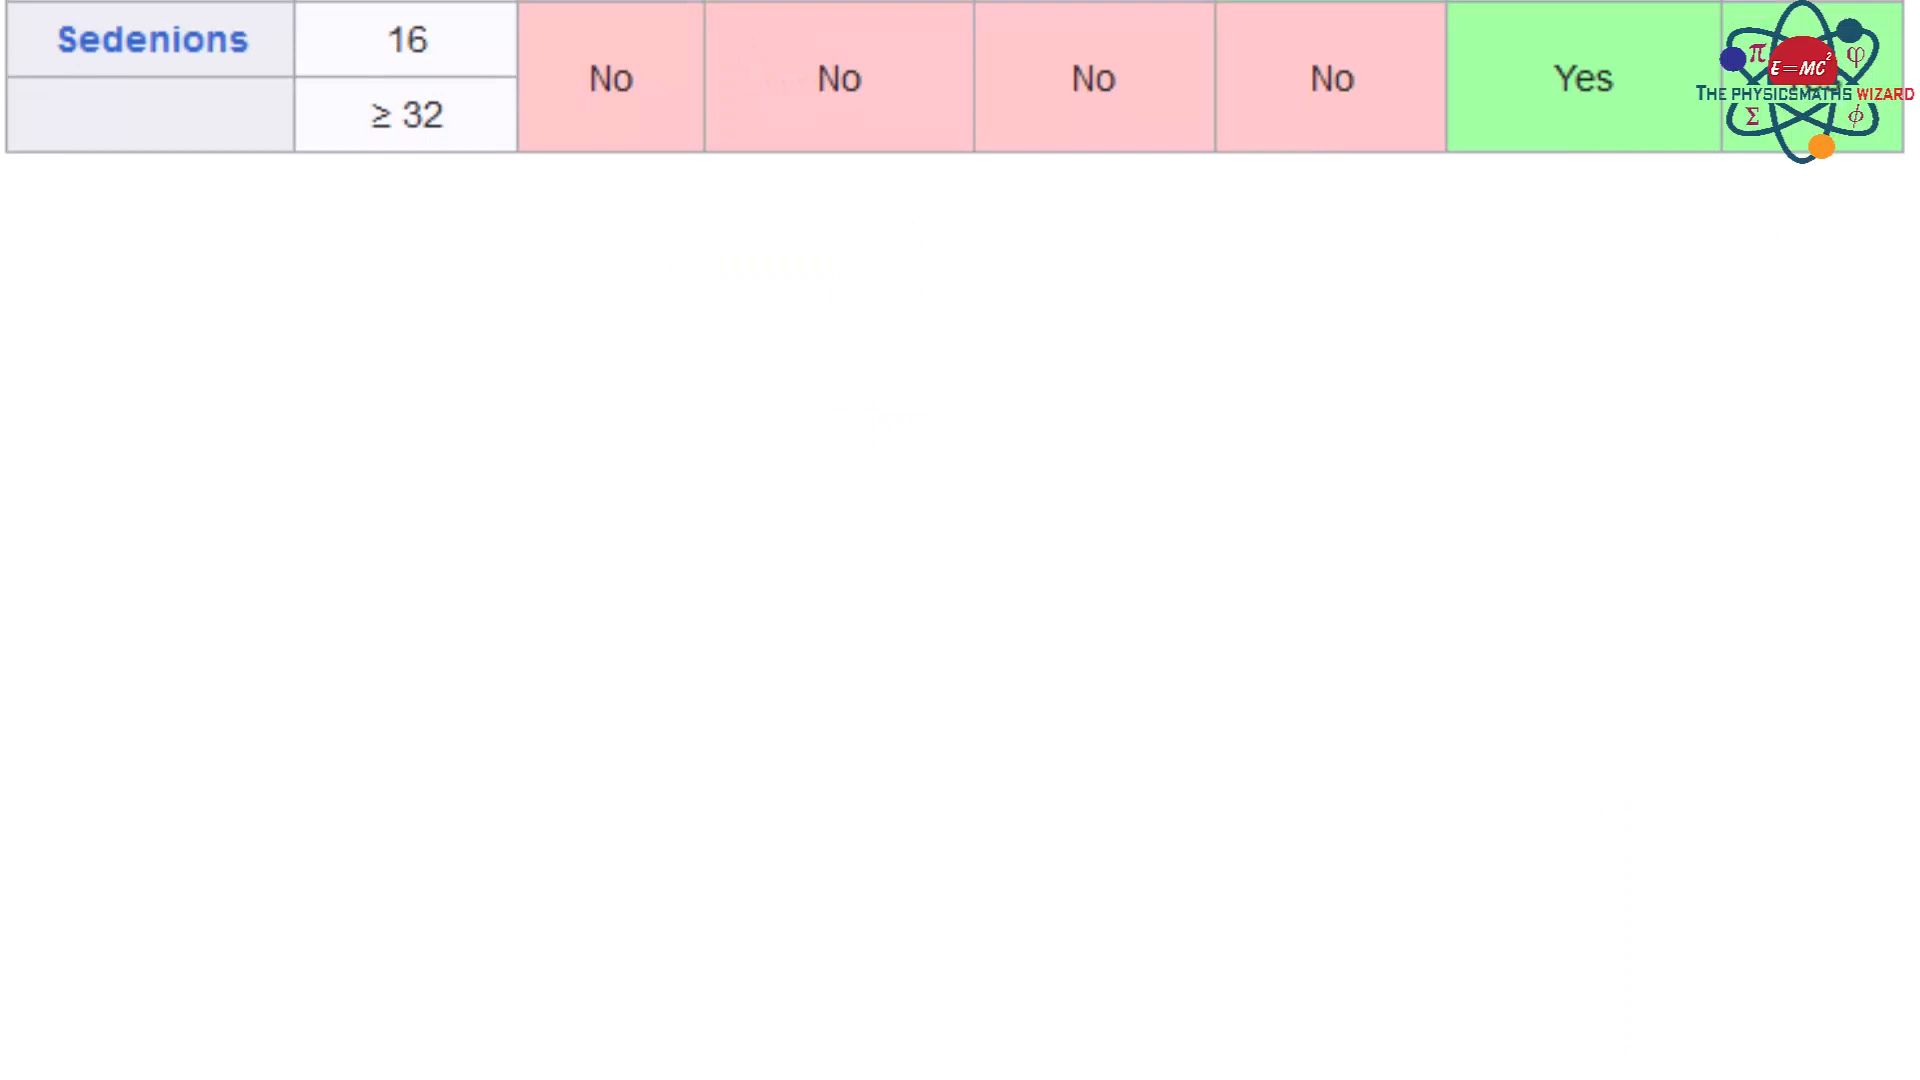 Sedenions 16 No No No No Yes
≥ 32
π φ
E=MC²
THE PHYSICSMATHS WIZARD
Σ ϕ